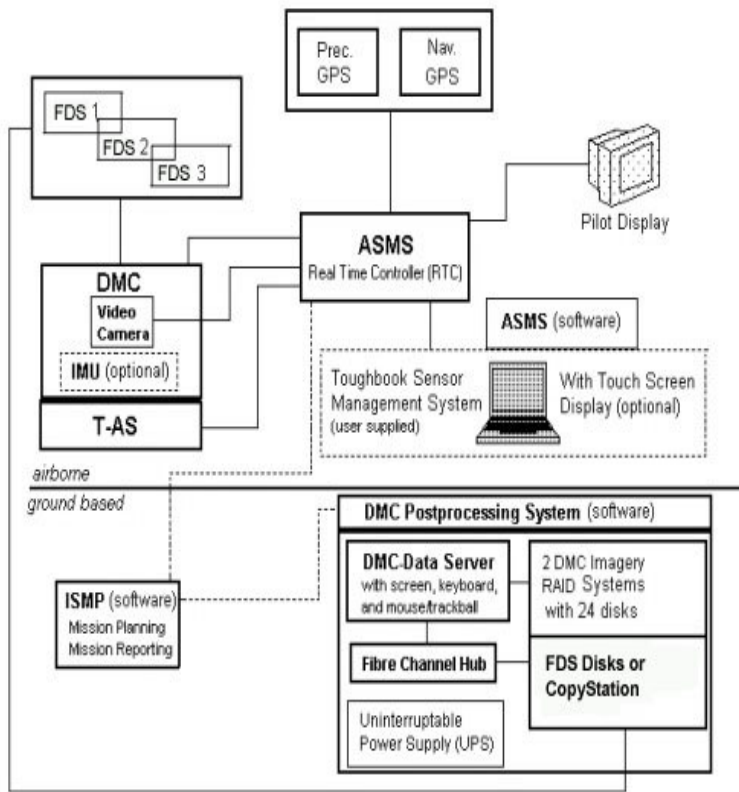 Prec.
GPS
Nav.
GPS
FDS 1
FDS 2
FDS 3
Pilot Display
ASMS
Real Time Controller (RTC)
DMC
Video
Camera
IMU (optional)
T-AS
ASMS (software)
Toughbook Sensor
Management System
(user supplied)
With Touch Screen
Display (optional)
airborne
ground based
DMC Postprocessing System (software)
DMC-Data Server
with screen, keyboard,
and mouse/trackball
2 DMC Imagery
RAID Systems
with 24 disks
ISMP (software)
Mission Planning
Mission Reporting
Fibre Channel Hub
FDS Disks or
CopyStation
Uninterruptable
Power Supply (UPS)